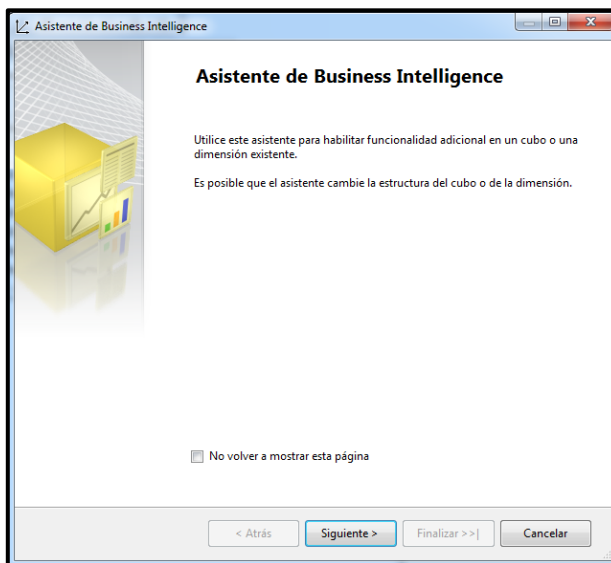 Asistente de Business Intelligence
Asistente de Business Intelligence
Utilice este asistente para habilitar funcionalidad adicional en un cubo o una
dimensión existente.
Es posible que el asistente cambie la estructura del cubo o de la dimensión.
No volver a mostrar esta página
< Atrás
Siguiente >
Finalizar >>|
Cancelar